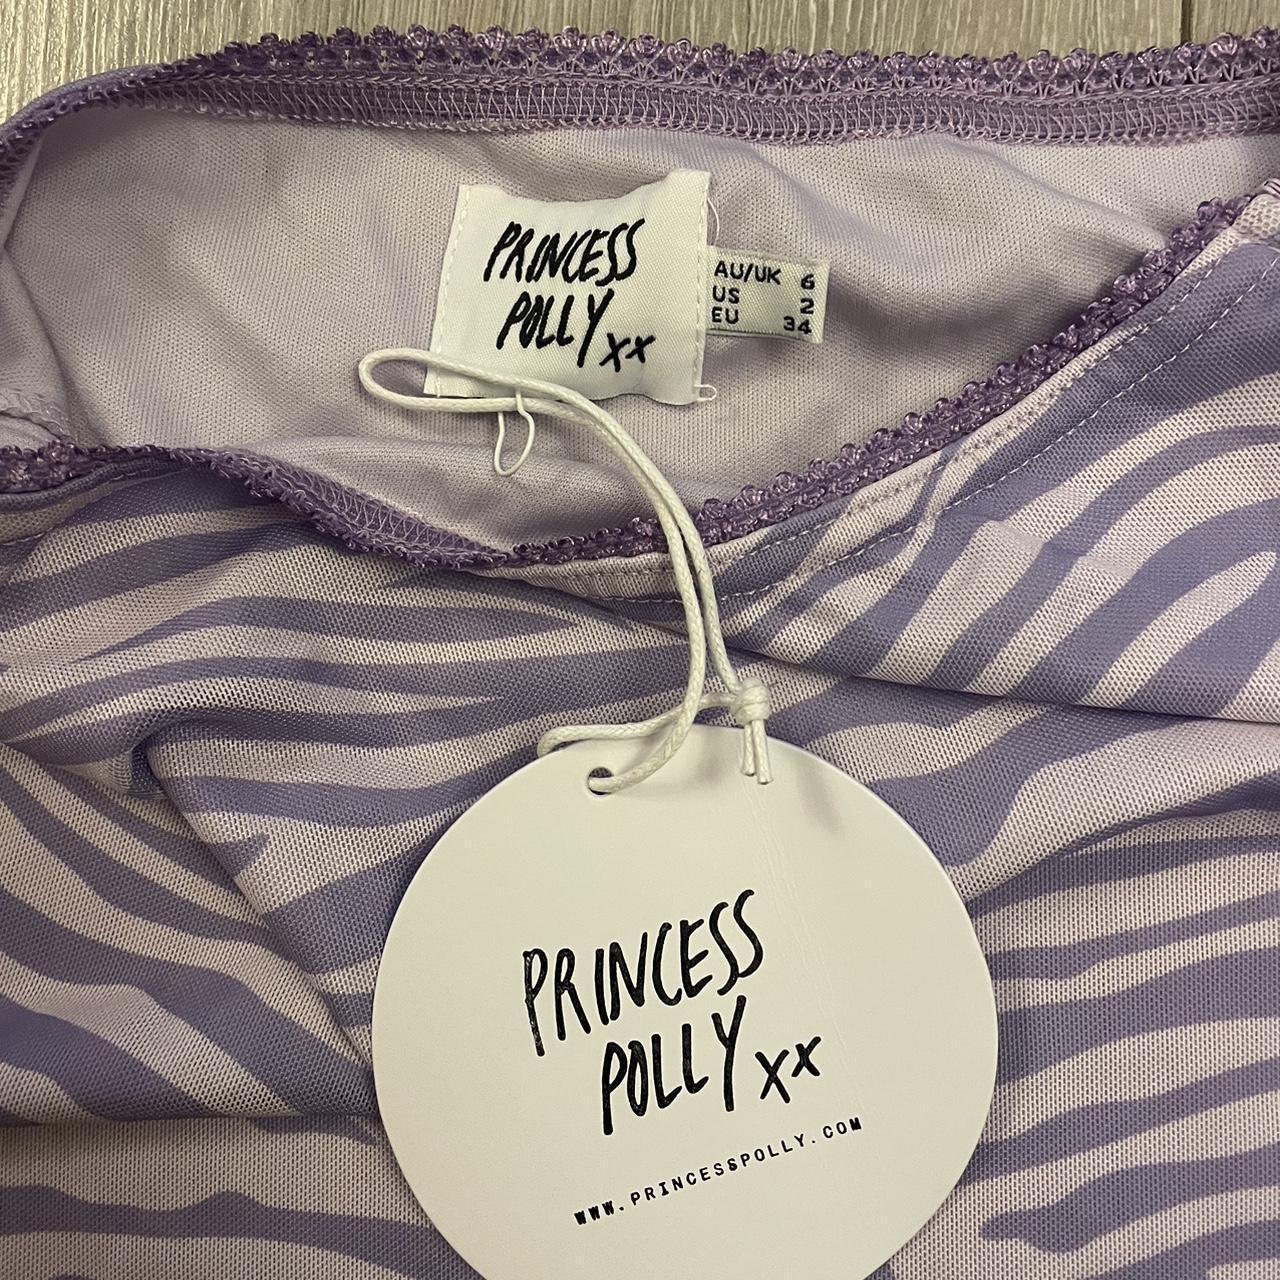 PRINCESS
POLLY xx
AU/UK 6
US 2
EU 34
PRINCESS
POLLY xx
WWW.PRINCESSPOLLY.COM